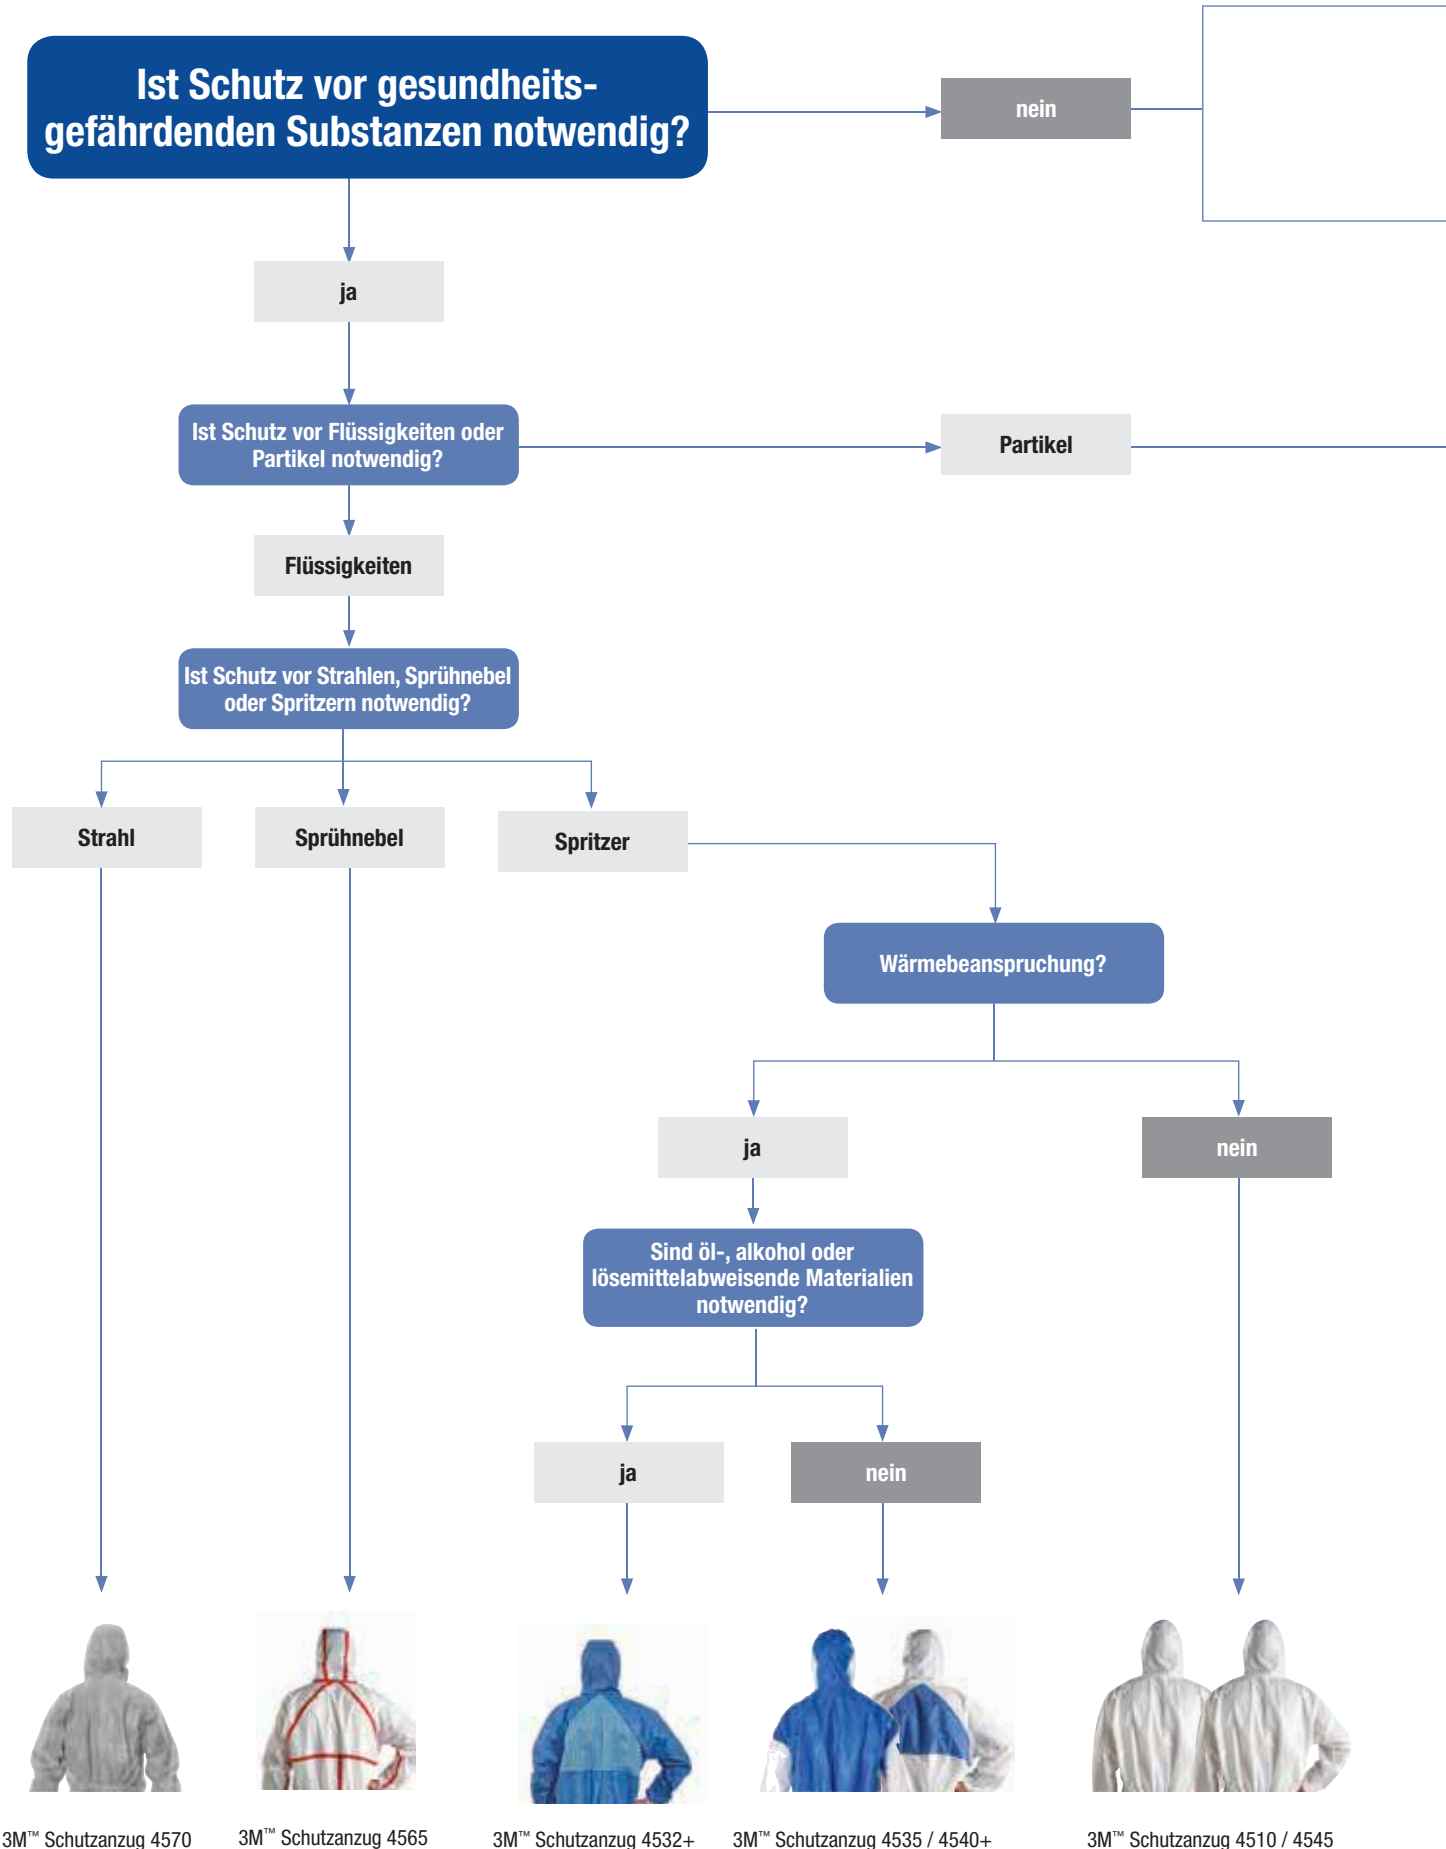 Ist Schutz vor gesundheits-
gefährdenden Substanzen notwendig?
nein
ja
Ist Schutz vor Flüssigkeiten oder
Partikel notwendig?
Partikel
Flüssigkeiten
Ist Schutz vor Strahlen, Sprühnebel
oder Spritzern notwendig?
Strahl
Sprühnebel
Spritzer
Wärmebeanspruchung?
ja
nein
Sind öl-, alkohol oder
lösemittelabweisende Materialien
notwendig?
ja
nein
3M™ Schutzanzug 4570
3M™ Schutzanzug 4565
3M™ Schutzanzug 4532+
3M™ Schutzanzug 4535 / 4540+
3M™ Schutzanzug 4510 / 4545